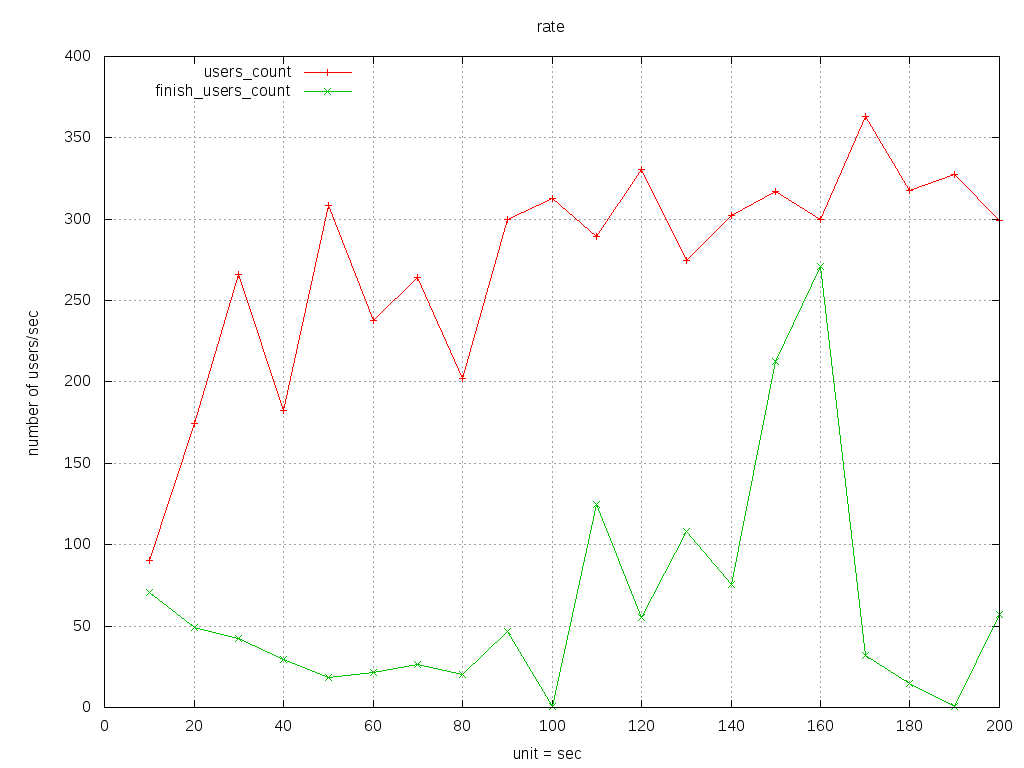 rate
users_count
finish_users_count
400
350
300
250
200
150
100
50
0
number of users/sec
0 20 40 60 80 100 120 140 160 180 200
unit = sec